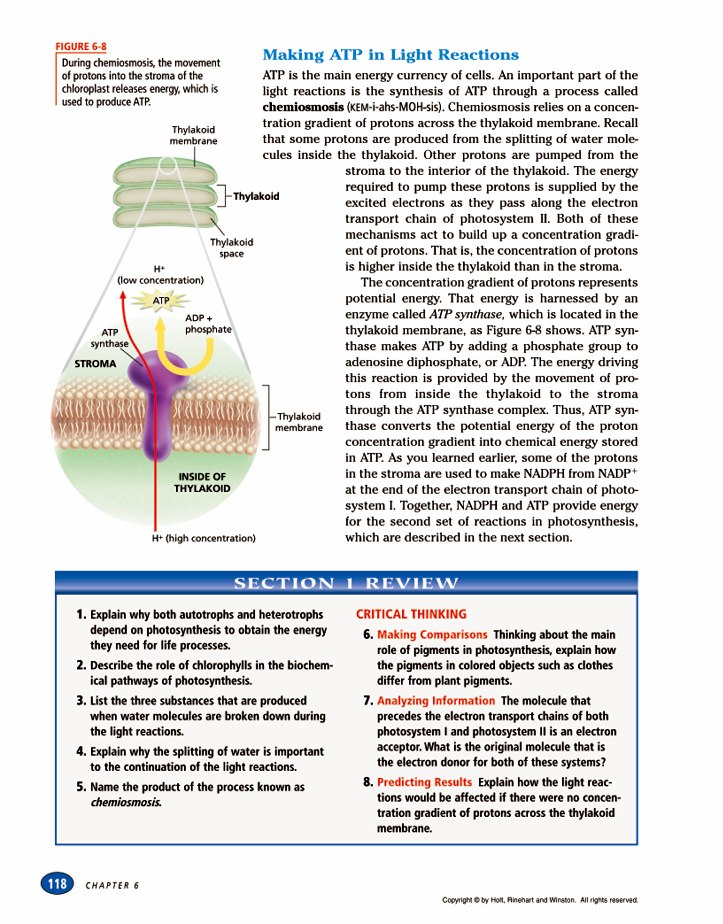 FIGURE 6-8
During chemiosmosis, the movement
of protons into the stroma of the
chloroplast releases energy, which is
used to produce ATP.
Thylakoid
membrane
Thylakoid
Thylakoid
space
H+
(low concentration)
ATP
ADP +
phosphate
ATP
synthase
STROMA
Thylakoid
membrane
INSIDE OF
THYLAKOID
H+ (high concentration)
Making ATP in Light Reactions
ATP is the main energy currency of cells. An important part of the
light reactions is the synthesis of ATP through a process called
chemiosmosis (KEM-i-ahs-MOH-sis). Chemiosmosis relies on a concen-
tration gradient of protons across the thylakoid membrane. Recall
that some protons are produced from the splitting of water mole-
cules inside the thylakoid. Other protons are pumped from the
stroma to the interior of the thylakoid. The energy
required to pump these protons is supplied by the
excited electrons as they pass along the electron
transport chain of photosystem II. Both of these
mechanisms act to build up a concentration gradi-
ent of protons. That is, the concentration of protons
is higher inside the thylakoid than in the stroma.
The concentration gradient of protons represents
potential energy. That energy is harnessed by an
enzyme called ATP synthase, which is located in the
thylakoid membrane, as Figure 6-8 shows. ATP syn-
thase makes ATP by adding a phosphate group to
adenosine diphosphate, or ADP. The energy driving
this reaction is provided by the movement of pro-
tons from inside the thylakoid to the stroma
through the ATP synthase complex. Thus, ATP syn-
thase converts the potential energy of the proton
concentration gradient into chemical energy stored
in ATP. As you learned earlier, some of the protons
in the stroma are used to make NADPH from NADP+
at the end of the electron transport chain of photo-
system I. Together, NADPH and ATP provide energy
for the second set of reactions in photosynthesis,
which are described in the next section.
SECTION 1 REVIEW
1. Explain why both autotrophs and heterotrophs
depend on photosynthesis to obtain the energy
they need for life processes.
2. Describe the role of chlorophylls in the biochem-
ical pathways of photosynthesis.
3. List the three substances that are produced
when water molecules are broken down during
the light reactions.
4. Explain why the splitting of water is important
to the continuation of the light reactions.
5. Name the product of the process known as
chemiosmosis.
CRITICAL THINKING
6. Making Comparisons Thinking about the main
role of pigments in photosynthesis, explain how
the pigments in colored objects such as clothes
differ from plant pigments.
7. Analyzing Information The molecule that
precedes the electron transport chains of both
photosystem I and photosystem II is an electron
acceptor. What is the original molecule that is
the electron donor for both of these systems?
8. Predicting Results Explain how the light reac-
tions would be affected if there were no concen-
tration gradient of protons across the thylakoid
membrane.
118 CHAPTER 6
Copyright © by Holt, Rinehart and Winston. All rights reserved.